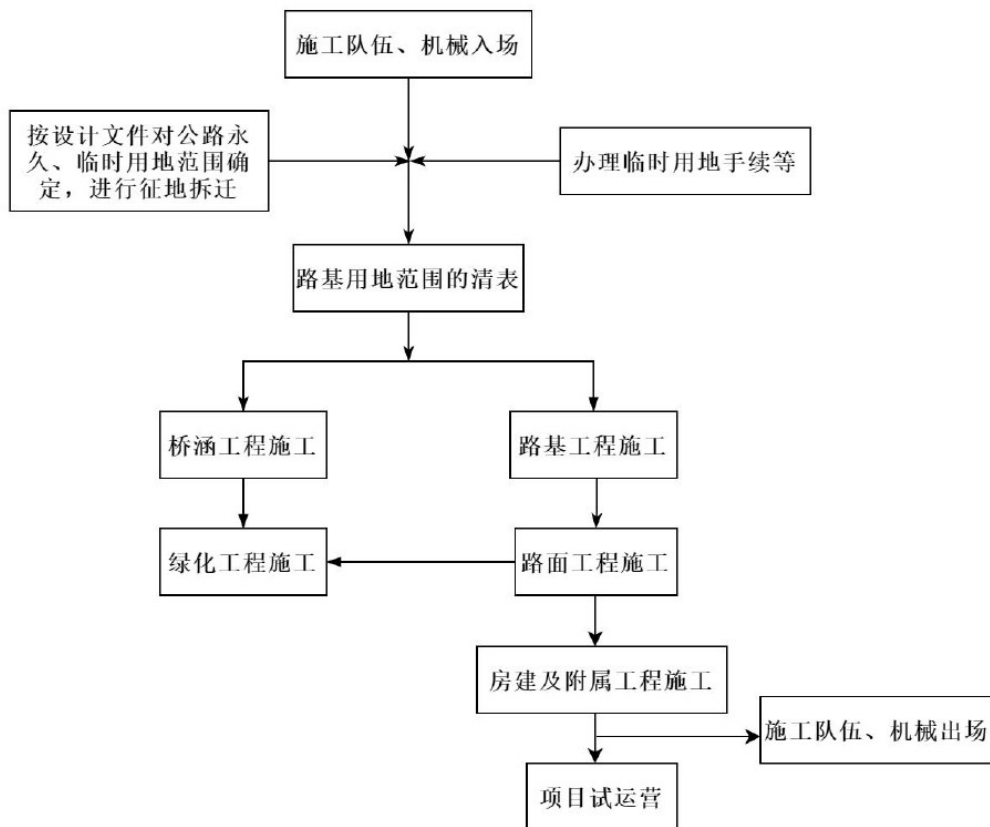 施工队伍、机械入场
按设计文件对公路永
久、临时用地范围确
定，进行征地拆迁
办理临时用地手续等
路基用地范围的清表
桥涵工程施工
路基工程施工
绿化工程施工
路面工程施工
房建及附属工程施工
施工队伍、机械出场
项目试运营